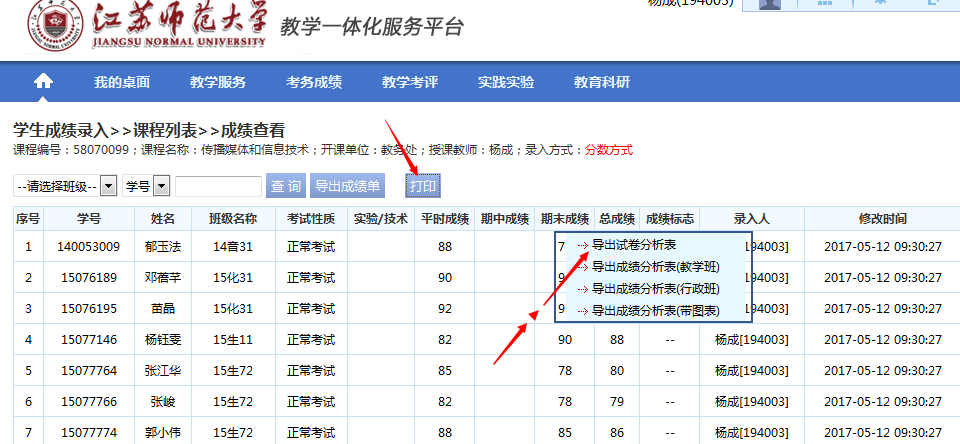 杨成(194003)
江苏师范大学
JIANGSU NORMAL UNIVERSITY
教学一体化服务平台
我的桌面 教学服务 考务成绩 教学考评 实践实验 教育科研
学生成绩录入>>课程列表>>成绩查看
课程编号：58070099；课程名称：传播媒体和信息技术；开课单位：教务处；授课教师：杨成；录入方式：分数方式
--请选择班级-- 学号 查 询 导出成绩单 打印
序号 学号 姓名 班级名称 考试性质 实验/技术 平时成绩 期中成绩 期末成绩 总成绩 成绩标志 录入人 修改时间
1 140053009 郁玉法 14音31 正常考试 88 7 194003] 2017-05-12 09:30:27
2 15076189 邓蓓芊 15化31 正常考试 90 9 194003] 2017-05-12 09:30:27
3 15076195 苗晶 15化31 正常考试 92 9 194003] 2017-05-12 09:30:27
导出试卷分析表
导出成绩分析表(教学班)
导出成绩分析表(行政班)
导出成绩分析表(带图表)
4 15077146 杨钰雯 15生11 正常考试 82 90 88 -- 杨成[194003] 2017-05-12 09:30:27
5 15077764 张江华 15生72 正常考试 85 78 80 -- 杨成[194003] 2017-05-12 09:30:27
6 15077766 张峻 15生72 正常考试 82 78 79 -- 杨成[194003] 2017-05-12 09:30:27
7 15077774 郭小伟 15生72 正常考试 88 85 86 -- 杨成[194003] 2017-05-12 09:30:27